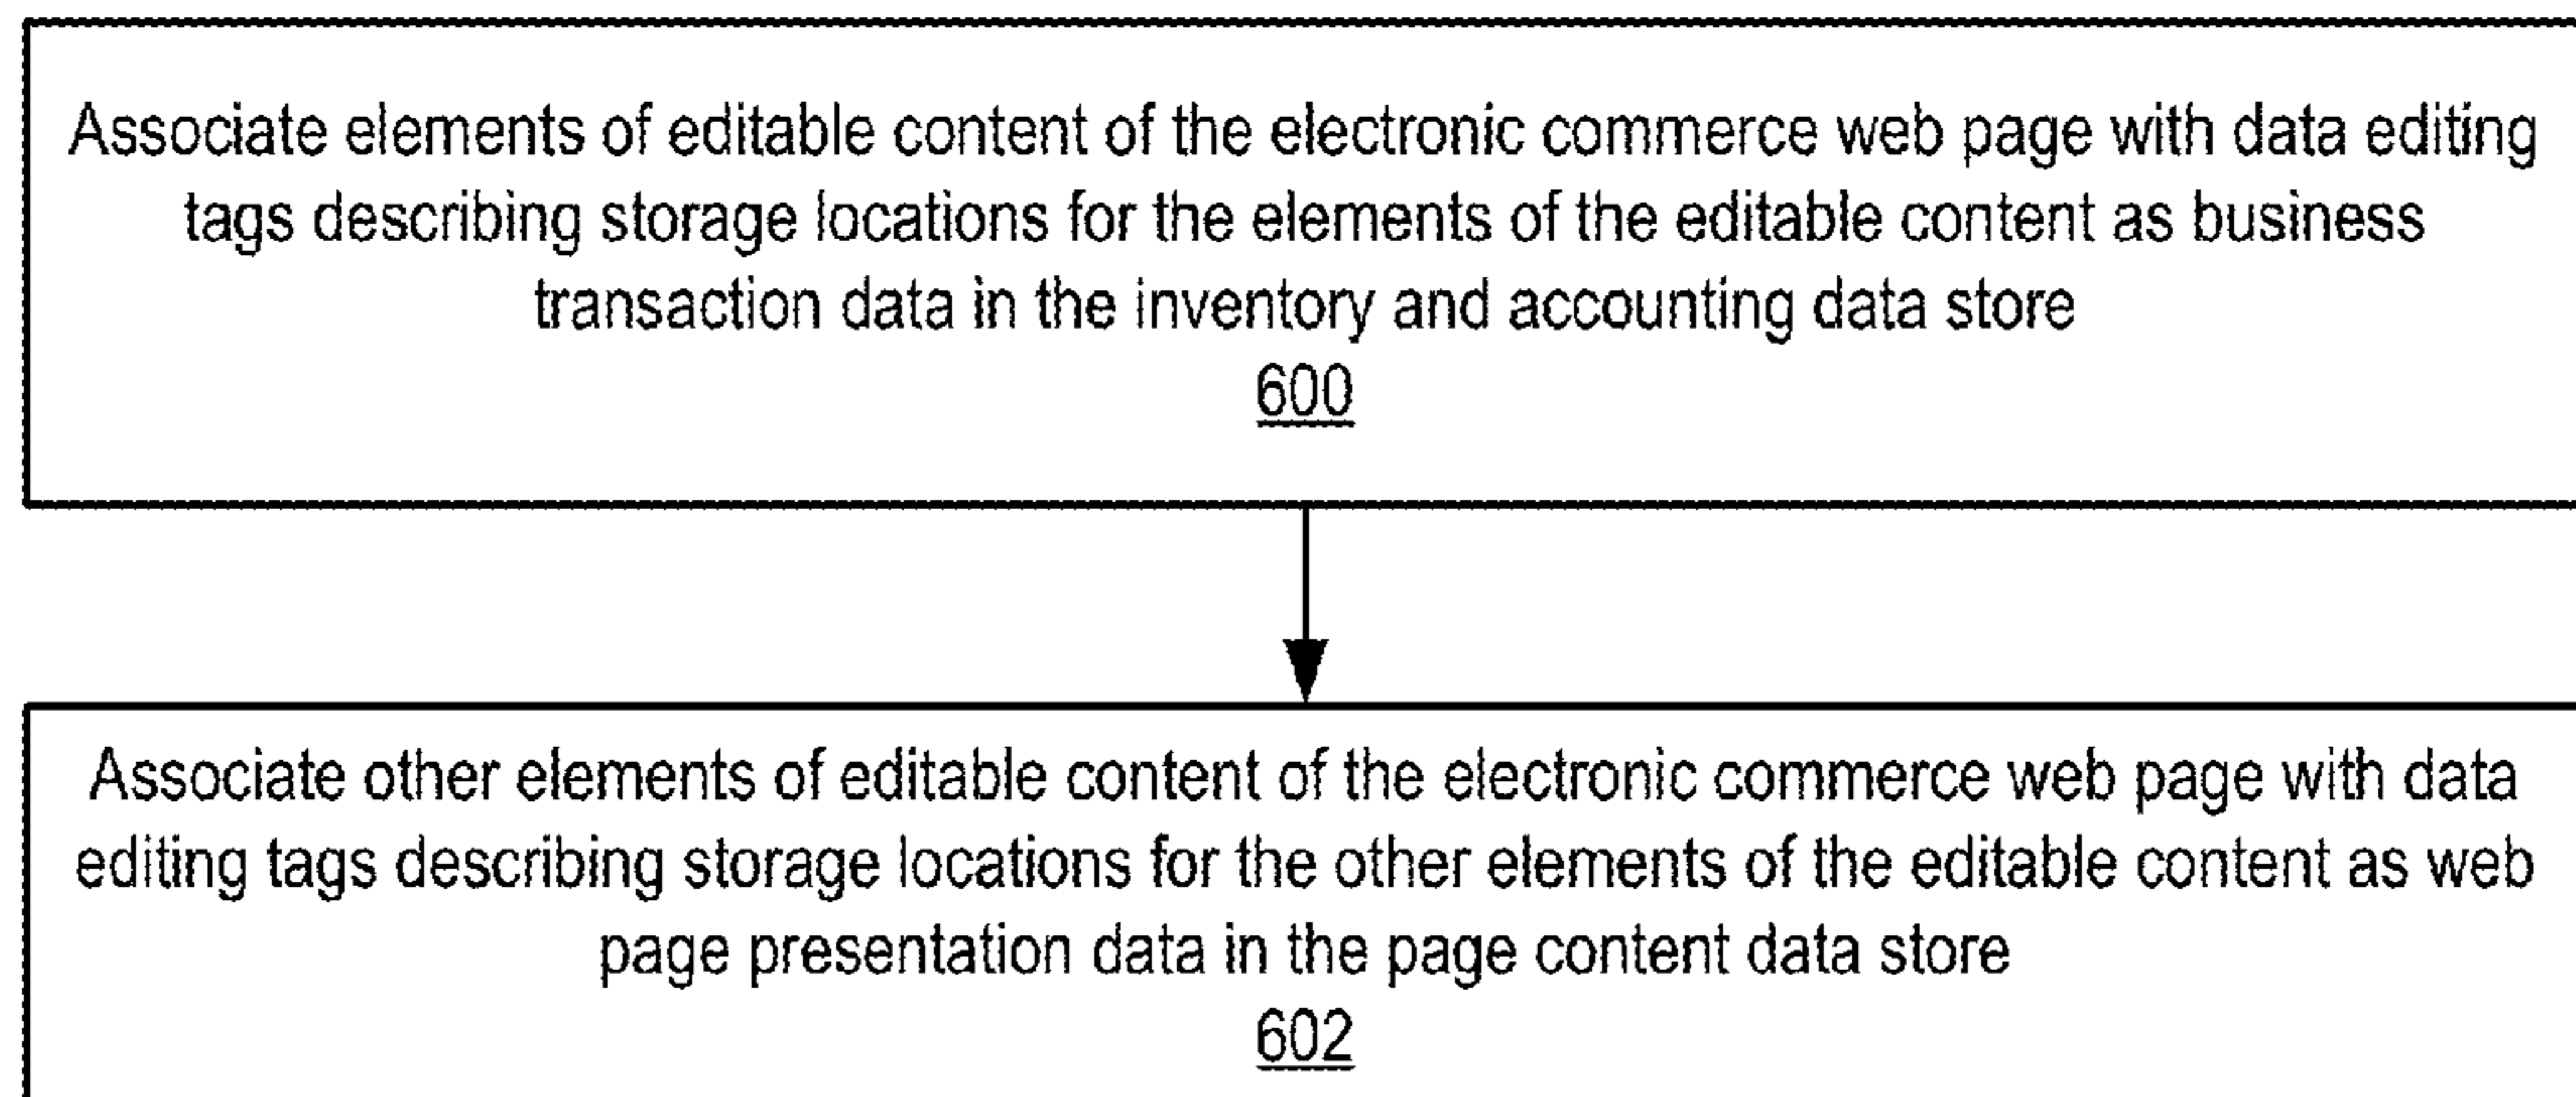 Associate elements of editable content of the electronic commerce web page with data editing
tags describing storage locations for the elements of the editable content as business
transaction data in the inventory and accounting data store
600
Associate other elements of editable content of the electronic commerce web page with data
editing tags describing storage locations for the other elements of the editable content as web
page presentation data in the page content data store
602